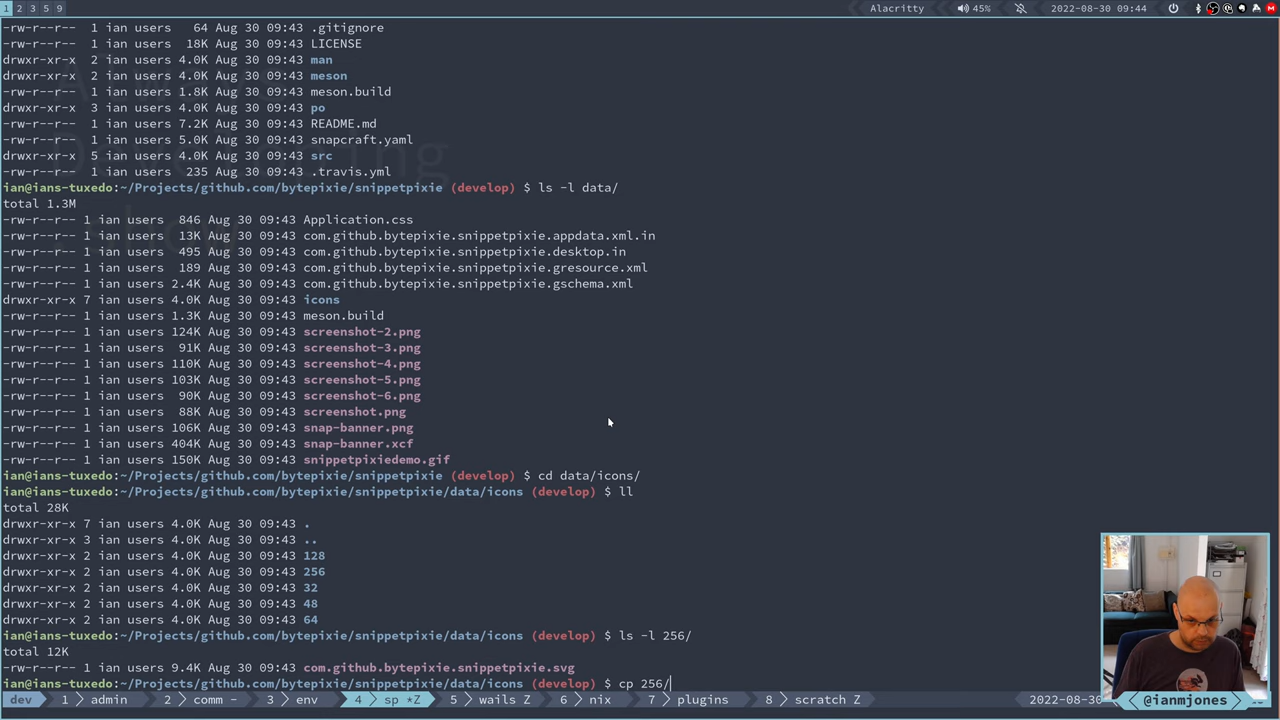 1 2 3 5 9 Alacritty 45% 2022-08-30 09:44
-rw-r--r-- 1 ian users 64 Aug 30 09:43 .gitignore
-rw-r--r-- 1 ian users 18K Aug 30 09:43 LICENSE
drwxr-xr-x 2 ian users 4.0K Aug 30 09:43 man
drwxr-xr-x 2 ian users 4.0K Aug 30 09:43 meson
-rw-r--r-- 1 ian users 1.8K Aug 30 09:43 meson.build
drwxr-xr-x 3 ian users 4.0K Aug 30 09:43 po
-rw-r--r-- 1 ian users 7.2K Aug 30 09:43 README.md
-rw-r--r-- 1 ian users 5.0K Aug 30 09:43 snapcraft.yaml
drwxr-xr-x 5 ian users 4.0K Aug 30 09:43 src
-rw-r--r-- 1 ian users 235 Aug 30 09:43 .travis.yml
ian@ians-tuxedo:~/Projects/github.com/bytepixie/snippetpixie (develop) $ ls -l data/
total 1.3M
-rw-r--r-- 1 ian users 846 Aug 30 09:43 Application.css
-rw-r--r-- 1 ian users 13K Aug 30 09:43 com.github.bytepixie.snippetpixie.appdata.xml.in
-rw-r--r-- 1 ian users 495 Aug 30 09:43 com.github.bytepixie.snippetpixie.desktop.in
-rw-r--r-- 1 ian users 189 Aug 30 09:43 com.github.bytepixie.snippetpixie.gresource.xml
-rw-r--r-- 1 ian users 2.4K Aug 30 09:43 com.github.bytepixie.snippetpixie.gschema.xml
drwxr-xr-x 7 ian users 4.0K Aug 30 09:43 icons
-rw-r--r-- 1 ian users 1.3K Aug 30 09:43 meson.build
-rw-r--r-- 1 ian users 124K Aug 30 09:43 screenshot-2.png
-rw-r--r-- 1 ian users 91K Aug 30 09:43 screenshot-3.png
-rw-r--r-- 1 ian users 110K Aug 30 09:43 screenshot-4.png
-rw-r--r-- 1 ian users 103K Aug 30 09:43 screenshot-5.png
-rw-r--r-- 1 ian users 90K Aug 30 09:43 screenshot-6.png
-rw-r--r-- 1 ian users 88K Aug 30 09:43 screenshot.png
-rw-r--r-- 1 ian users 106K Aug 30 09:43 snap-banner.png
-rw-r--r-- 1 ian users 404K Aug 30 09:43 snap-banner.xcf
-rw-r--r-- 1 ian users 150K Aug 30 09:43 snippetpixiedemo.gif
ian@ians-tuxedo:~/Projects/github.com/bytepixie/snippetpixie (develop) $ cd data/icons/
ian@ians-tuxedo:~/Projects/github.com/bytepixie/snippetpixie/data/icons (develop) $ ll
total 28K
drwxr-xr-x 7 ian users 4.0K Aug 30 09:43 .
drwxr-xr-x 3 ian users 4.0K Aug 30 09:43 ..
drwxr-xr-x 2 ian users 4.0K Aug 30 09:43 128
drwxr-xr-x 2 ian users 4.0K Aug 30 09:43 256
drwxr-xr-x 2 ian users 4.0K Aug 30 09:43 32
drwxr-xr-x 2 ian users 4.0K Aug 30 09:43 48
drwxr-xr-x 2 ian users 4.0K Aug 30 09:43 64
ian@ians-tuxedo:~/Projects/github.com/bytepixie/snippetpixie/data/icons (develop) $ ls -l 256/
total 12K
-rw-r--r-- 1 ian users 9.4K Aug 30 09:43 com.github.bytepixie.snippetpixie.svg
ian@ians-tuxedo:~/Projects/github.com/bytepixie/snippetpixie/data/icons (develop) $ cp 256/
dev 1 admin 2 comm - 3 env 4 sp *Z 5 wails Z 6 nix 7 plugins 8 scratch Z 2022-08-30 @ianmjones